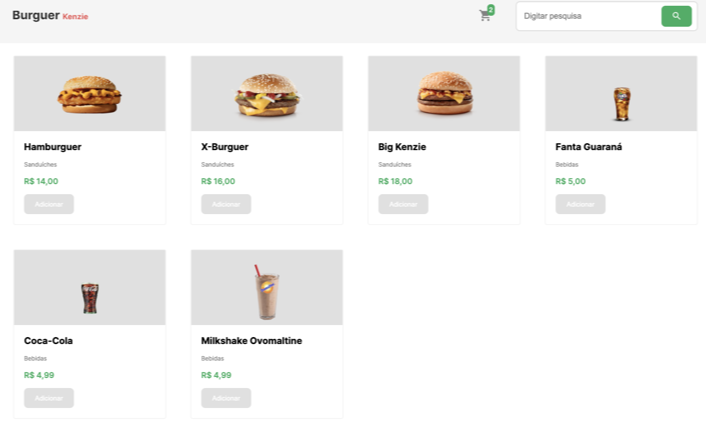 Burguer Kenzie
2
Digitar pesquisa
Hamburguer
Sanduíches
R$ 14,00
Adicionar
X-Burguer
Sanduíches
R$ 16,00
Adicionar
Big Kenzie
Sanduíches
R$ 18,00
Adicionar
Fanta Guaraná
Bebidas
R$ 5,00
Adicionar
Coca-Cola
Bebidas
R$ 4,99
Adicionar
Milkshake Ovomaltine
Bebidas
R$ 4,99
Adicionar